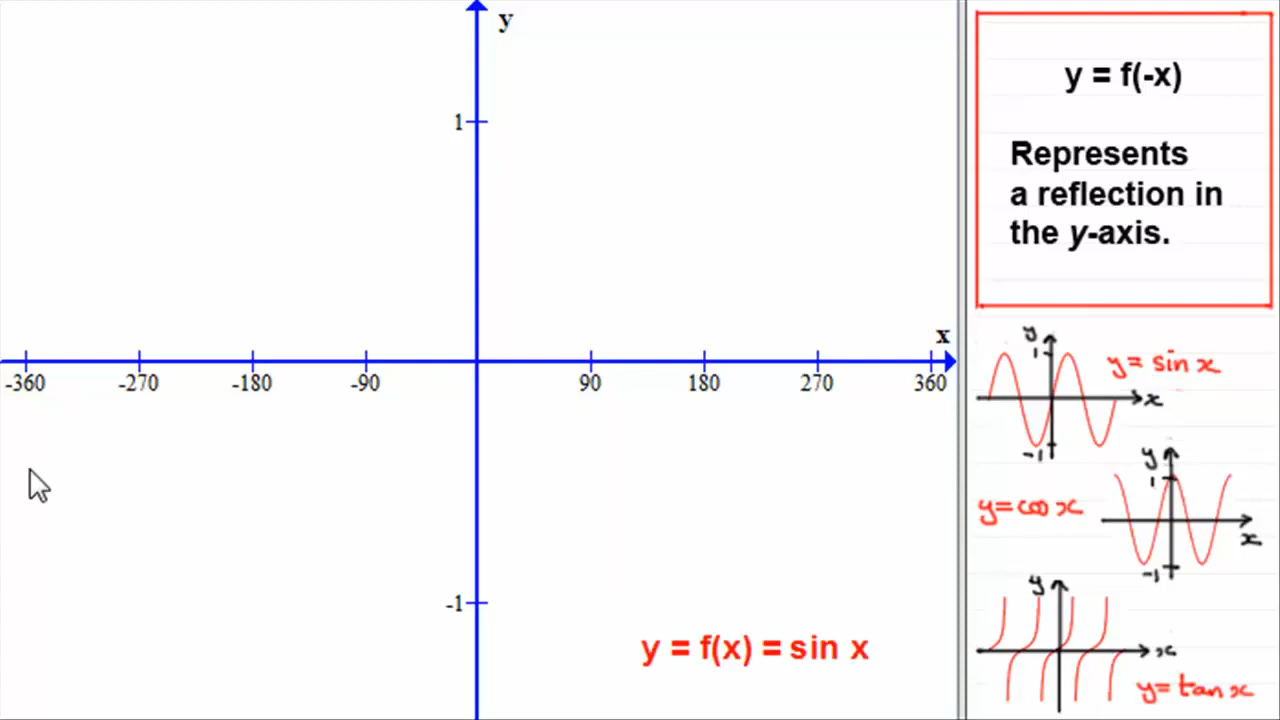 y
1
x
-360 -270 -180 -90 90 180 270 360
-1
y = f(x) = sin x
y = f(-x)
Represents
a reflection in
the y-axis.
y
1
y = sin x
x
-1
y
1
y = cos x
x
-1
y
x
y = tan x